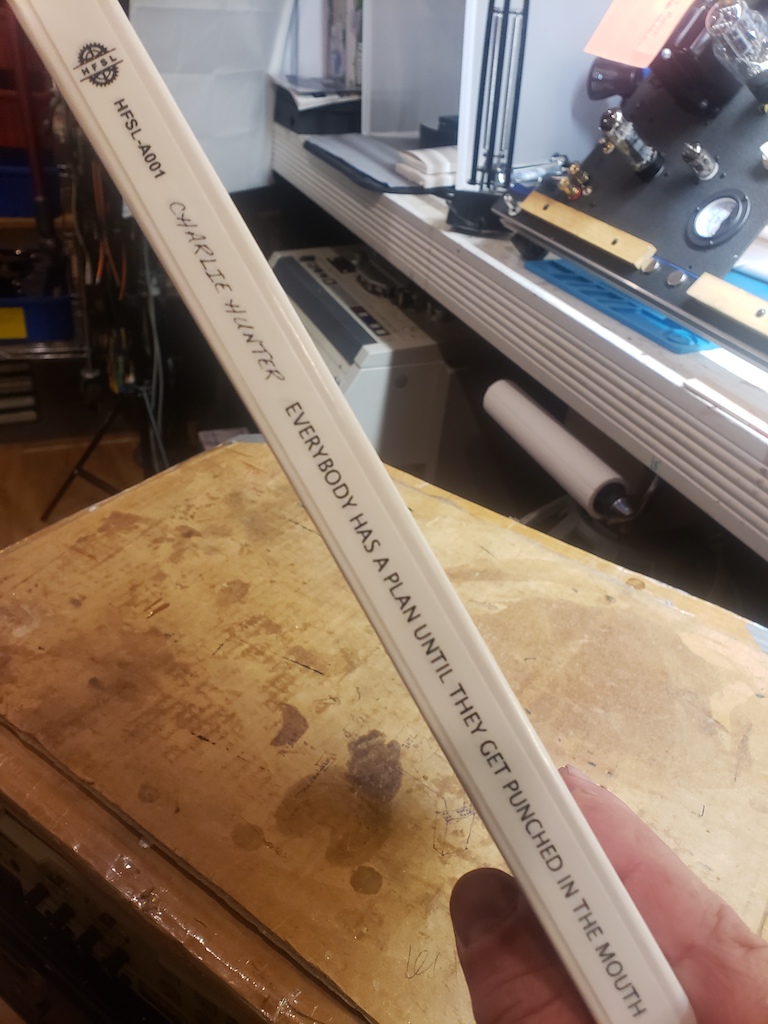 HFSL
HFSL-A001
CHARLIE HUNTER
EVERYBODY HAS A PLAN UNTIL THEY GET PUNCHED IN THE MOUTH